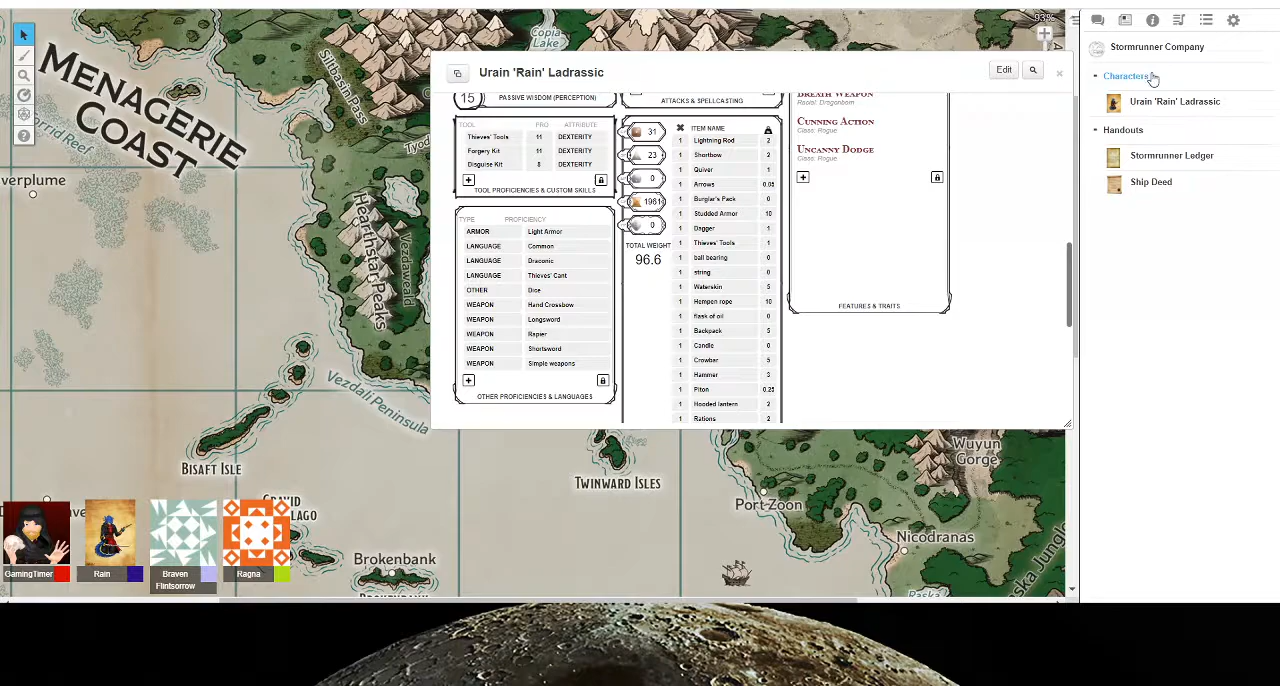 MENAGERIE
COAST
Copia
Lake
93%
Silbasin Pass
verplume
Hearthstar Peaks
Vezdaweald
Vezdali Peninsula
BISAFT ISLE
TWINWARD ISLES
Wuyun
Gorge
Port Zoon
Nicodranas
GRAVID
LAGO
Brokenbank
GamingTimer
Rain
Braven
Flintsorrow
Ragna
Urain 'Rain' Ladrassic
Edit
15
PASSIVE WISDOM (PERCEPTION)
TOOL PRQ ATTRIBUTE
Thieves' Tools 11 DEXTERITY
Forgery Kit 11 DEXTERITY
Disguise Kit 8 DEXTERITY
TOOL PROFICIENCIES & CUSTOM SKILLS
TYPE PROFICIENCY
ARMOR Light Armor
LANGUAGE Common
LANGUAGE Draconic
LANGUAGE Thieves' Cant
OTHER Dice
WEAPON Hand Crossbow
WEAPON Longsword
WEAPON Rapier
WEAPON Shortsword
WEAPON Simple weapons
OTHER PROFICIENCIES & LANGUAGES
ATTACKS & SPELLCASTING
31
23
0
1961
0
TOTAL WEIGHT
96.6
ITEM NAME
1 Lightning Rod 2
1 Shortbow 2
1 Quiver 1
1 Arrows 0.05
1 Burglar's Pack 0
1 Studded Armor 10
1 Dagger 1
1 Thieves' Tools 1
1 ball bearing 0
1 string 0
1 Waterskin 5
1 Hempen rope 10
1 flask of oil 0
1 Backpack 5
1 Candle 0
1 Crowbar 5
1 Hammer 3
1 Piton 0.25
1 Hooded lantern 2
1 Rations 2
BREATH WEAPON
Racial: Dragonborn
CUNNING ACTION
Class: Rogue
UNCANNY DODGE
Class: Rogue
FEATURES & TRAITS
Stormrunner Company
Characters
Urain 'Rain' Ladrassic
Handouts
Stormrunner Ledger
Ship Deed